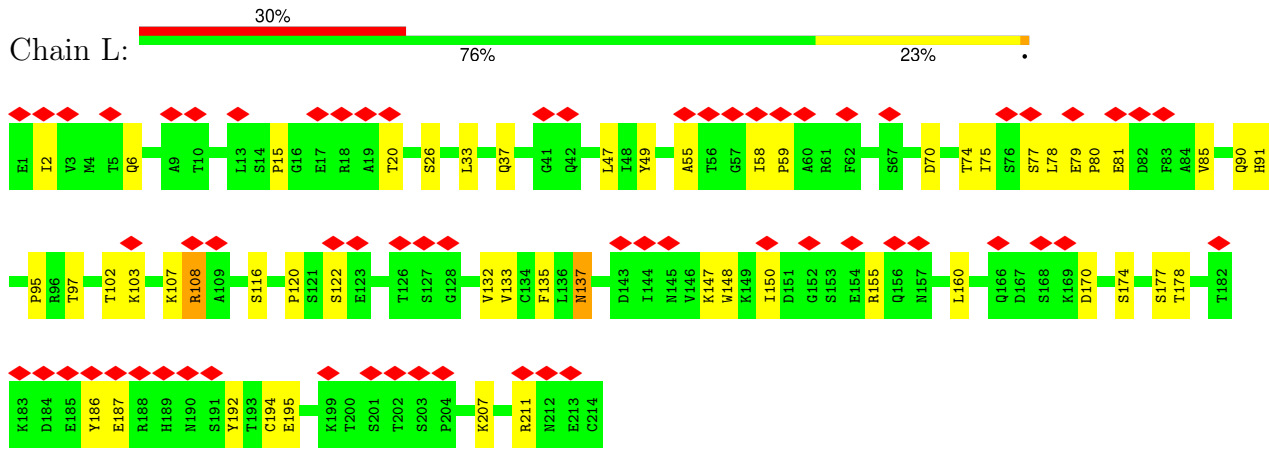 30%
Chain L:
76% 23% •
E1 I2 V3 M4 T5 Q6 A9 T10 L13 S14 P15 G16 E17 R18 A19 T20 S26 L33 Q37 G41 Q42 L47 I48 Y49 A55 T56 G57 I58 P59 A60 R61 F62 S67 D70 T74 I75 S76 S77 L78 E79 P80 E81 D82 F83 A84 V85 Q90 H91
P95 R96 T97 T102 K103 K107 R108 A109 S116 P120 S121 S122 E123 T126 S127 G128 V132 V133 C134 F135 L136 N137 D143 I144 N145 V146 K147 W148 K149 I150 D151 G152 S153 E154 R155 Q156 N157 L160 Q166 D167 S168 K169 D170 S174 S177 T178 T182
K183 D184 E185 Y186 E187 R188 H189 N190 S191 Y192 T193 C194 E195 K199 T200 S201 T202 S203 P204 K207 R211 N212 E213 C214